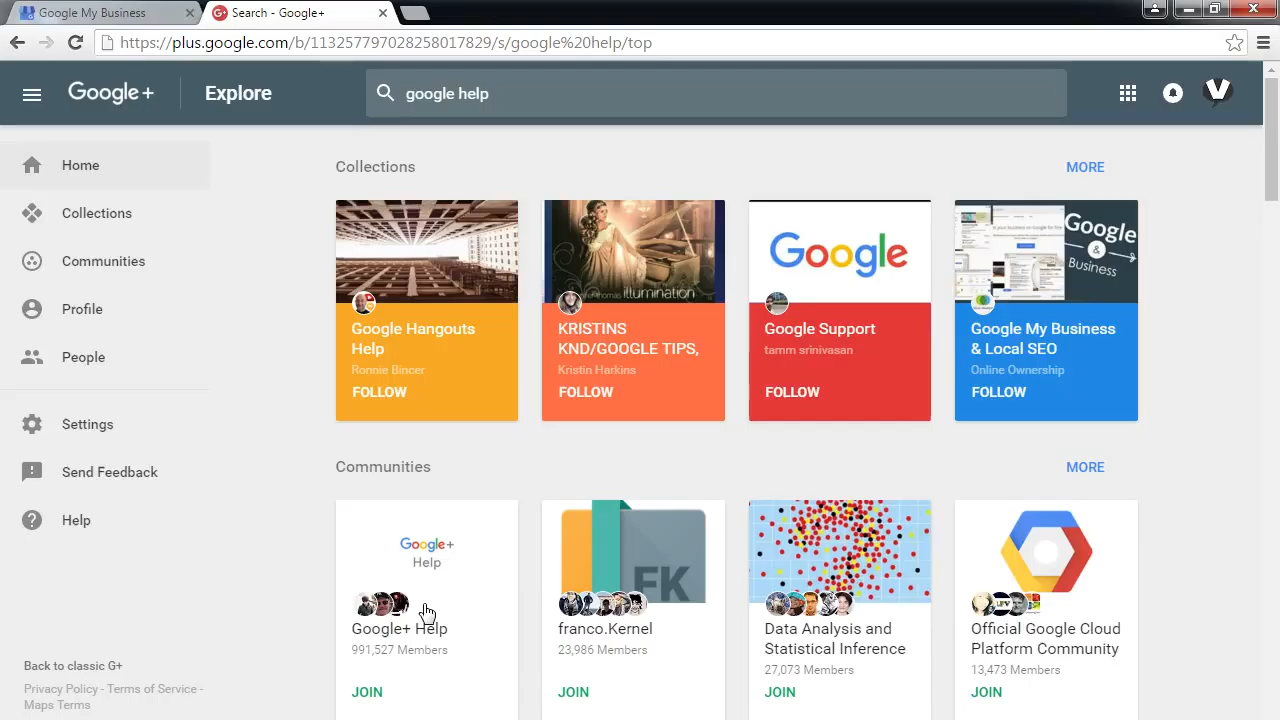 Google My Business
Search - Google+
https://plus.google.com/b/113257797028258017829/s/google%20help/top
Google+
Explore
google help
Home
Collections
Communities
Profile
People
Settings
Send Feedback
Help
Back to classic G+
Privacy Policy - Terms of Service -
Maps Terms
Collections
MORE
Google Hangouts
Help
Ronnie Bincer
FOLLOW
illumination
KRISTINS
KND/GOOGLE TIPS,
Kristin Harkins
FOLLOW
Google
Google Support
tamm srinivasan
FOLLOW
Google
&
Business
Google My Business
& Local SEO
Online Ownership
FOLLOW
Communities
MORE
Google+
Help
Google+ Help
991,527 Members
JOIN
FK
franco.Kernel
23,986 Members
JOIN
Data Analysis and
Statistical Inference
27,073 Members
JOIN
Official Google Cloud
Platform Community
13,473 Members
JOIN